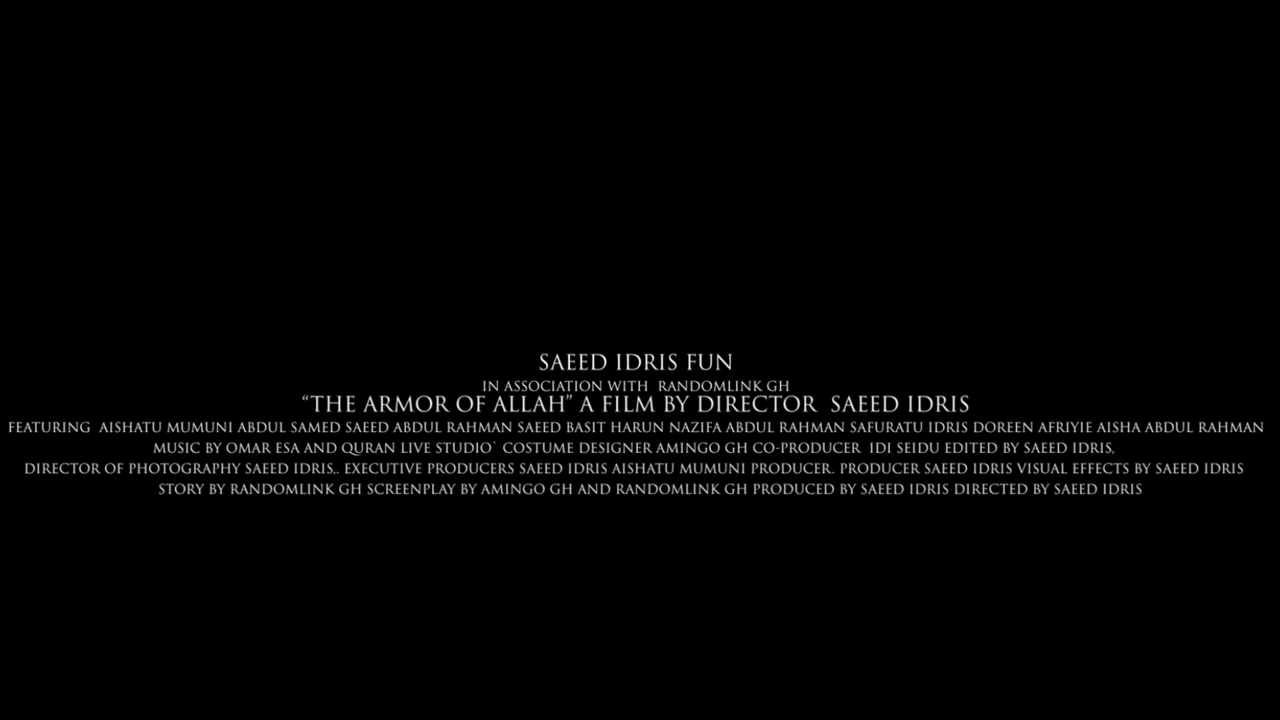 SAEED IDRIS FUN
IN ASSOCIATION WITH RANDOMLINK GH
“THE ARMOR OF ALLAH” A FILM BY DIRECTOR SAEED IDRIS
FEATURING AISHATU MUMUNI ABDUL SAMED SAEED ABDUL RAHMAN SAEED BASIT HARUN NAZIFA ABDUL RAHMAN SAFURATU IDRIS DOREEN AFRIYIE AISHA ABDUL RAHMAN
MUSIC BY OMAR ESA AND QURAN LIVE STUDIO` COSTUME DESIGNER AMINGO GH CO-PRODUCER IDI SEIDU EDITED BY SAEED IDRIS,
DIRECTOR OF PHOTOGRAPHY SAEED IDRIS,. EXECUTIVE PRODUCERS SAEED IDRIS AISHATU MUMUNI PRODUCER. PRODUCER SAEED IDRIS VISUAL EFFECTS BY SAEED IDRIS
STORY BY RANDOMLINK GH SCREENPLAY BY AMINGO GH AND RANDOMLINK GH PRODUCED BY SAEED IDRIS DIRECTED BY SAEED IDRIS